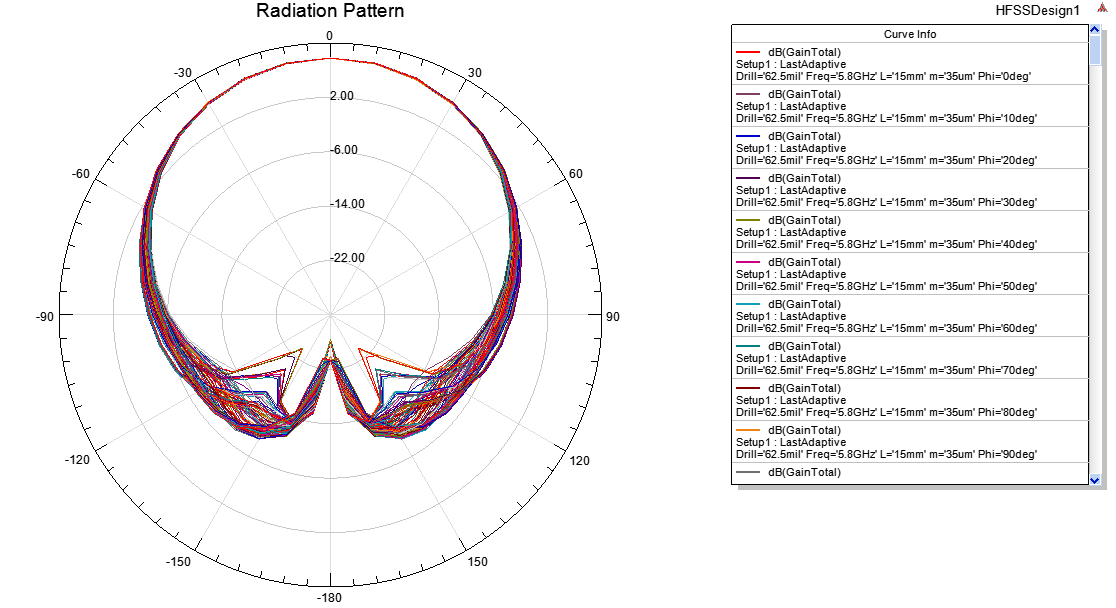 Radiation Pattern
HFSSDesign1
0
-30
30
2.00
-6.00
-60
60
-14.00
-22.00
-90
90
-120
120
-150
150
-180
Curve Info
dB(GainTotal)
Setup1 : LastAdaptive
Drill='62.5mil' Freq='5.8GHz' L='15mm' m='35um' Phi='0deg'
dB(GainTotal)
Setup1 : LastAdaptive
Drill='62.5mil' Freq='5.8GHz' L='15mm' m='35um' Phi='10deg'
dB(GainTotal)
Setup1 : LastAdaptive
Drill='62.5mil' Freq='5.8GHz' L='15mm' m='35um' Phi='20deg'
dB(GainTotal)
Setup1 : LastAdaptive
Drill='62.5mil' Freq='5.8GHz' L='15mm' m='35um' Phi='30deg'
dB(GainTotal)
Setup1 : LastAdaptive
Drill='62.5mil' Freq='5.8GHz' L='15mm' m='35um' Phi='40deg'
dB(GainTotal)
Setup1 : LastAdaptive
Drill='62.5mil' Freq='5.8GHz' L='15mm' m='35um' Phi='50deg'
dB(GainTotal)
Setup1 : LastAdaptive
Drill='62.5mil' Freq='5.8GHz' L='15mm' m='35um' Phi='60deg'
dB(GainTotal)
Setup1 : LastAdaptive
Drill='62.5mil' Freq='5.8GHz' L='15mm' m='35um' Phi='70deg'
dB(GainTotal)
Setup1 : LastAdaptive
Drill='62.5mil' Freq='5.8GHz' L='15mm' m='35um' Phi='80deg'
dB(GainTotal)
Setup1 : LastAdaptive
Drill='62.5mil' Freq='5.8GHz' L='15mm' m='35um' Phi='90deg'
dB(GainTotal)